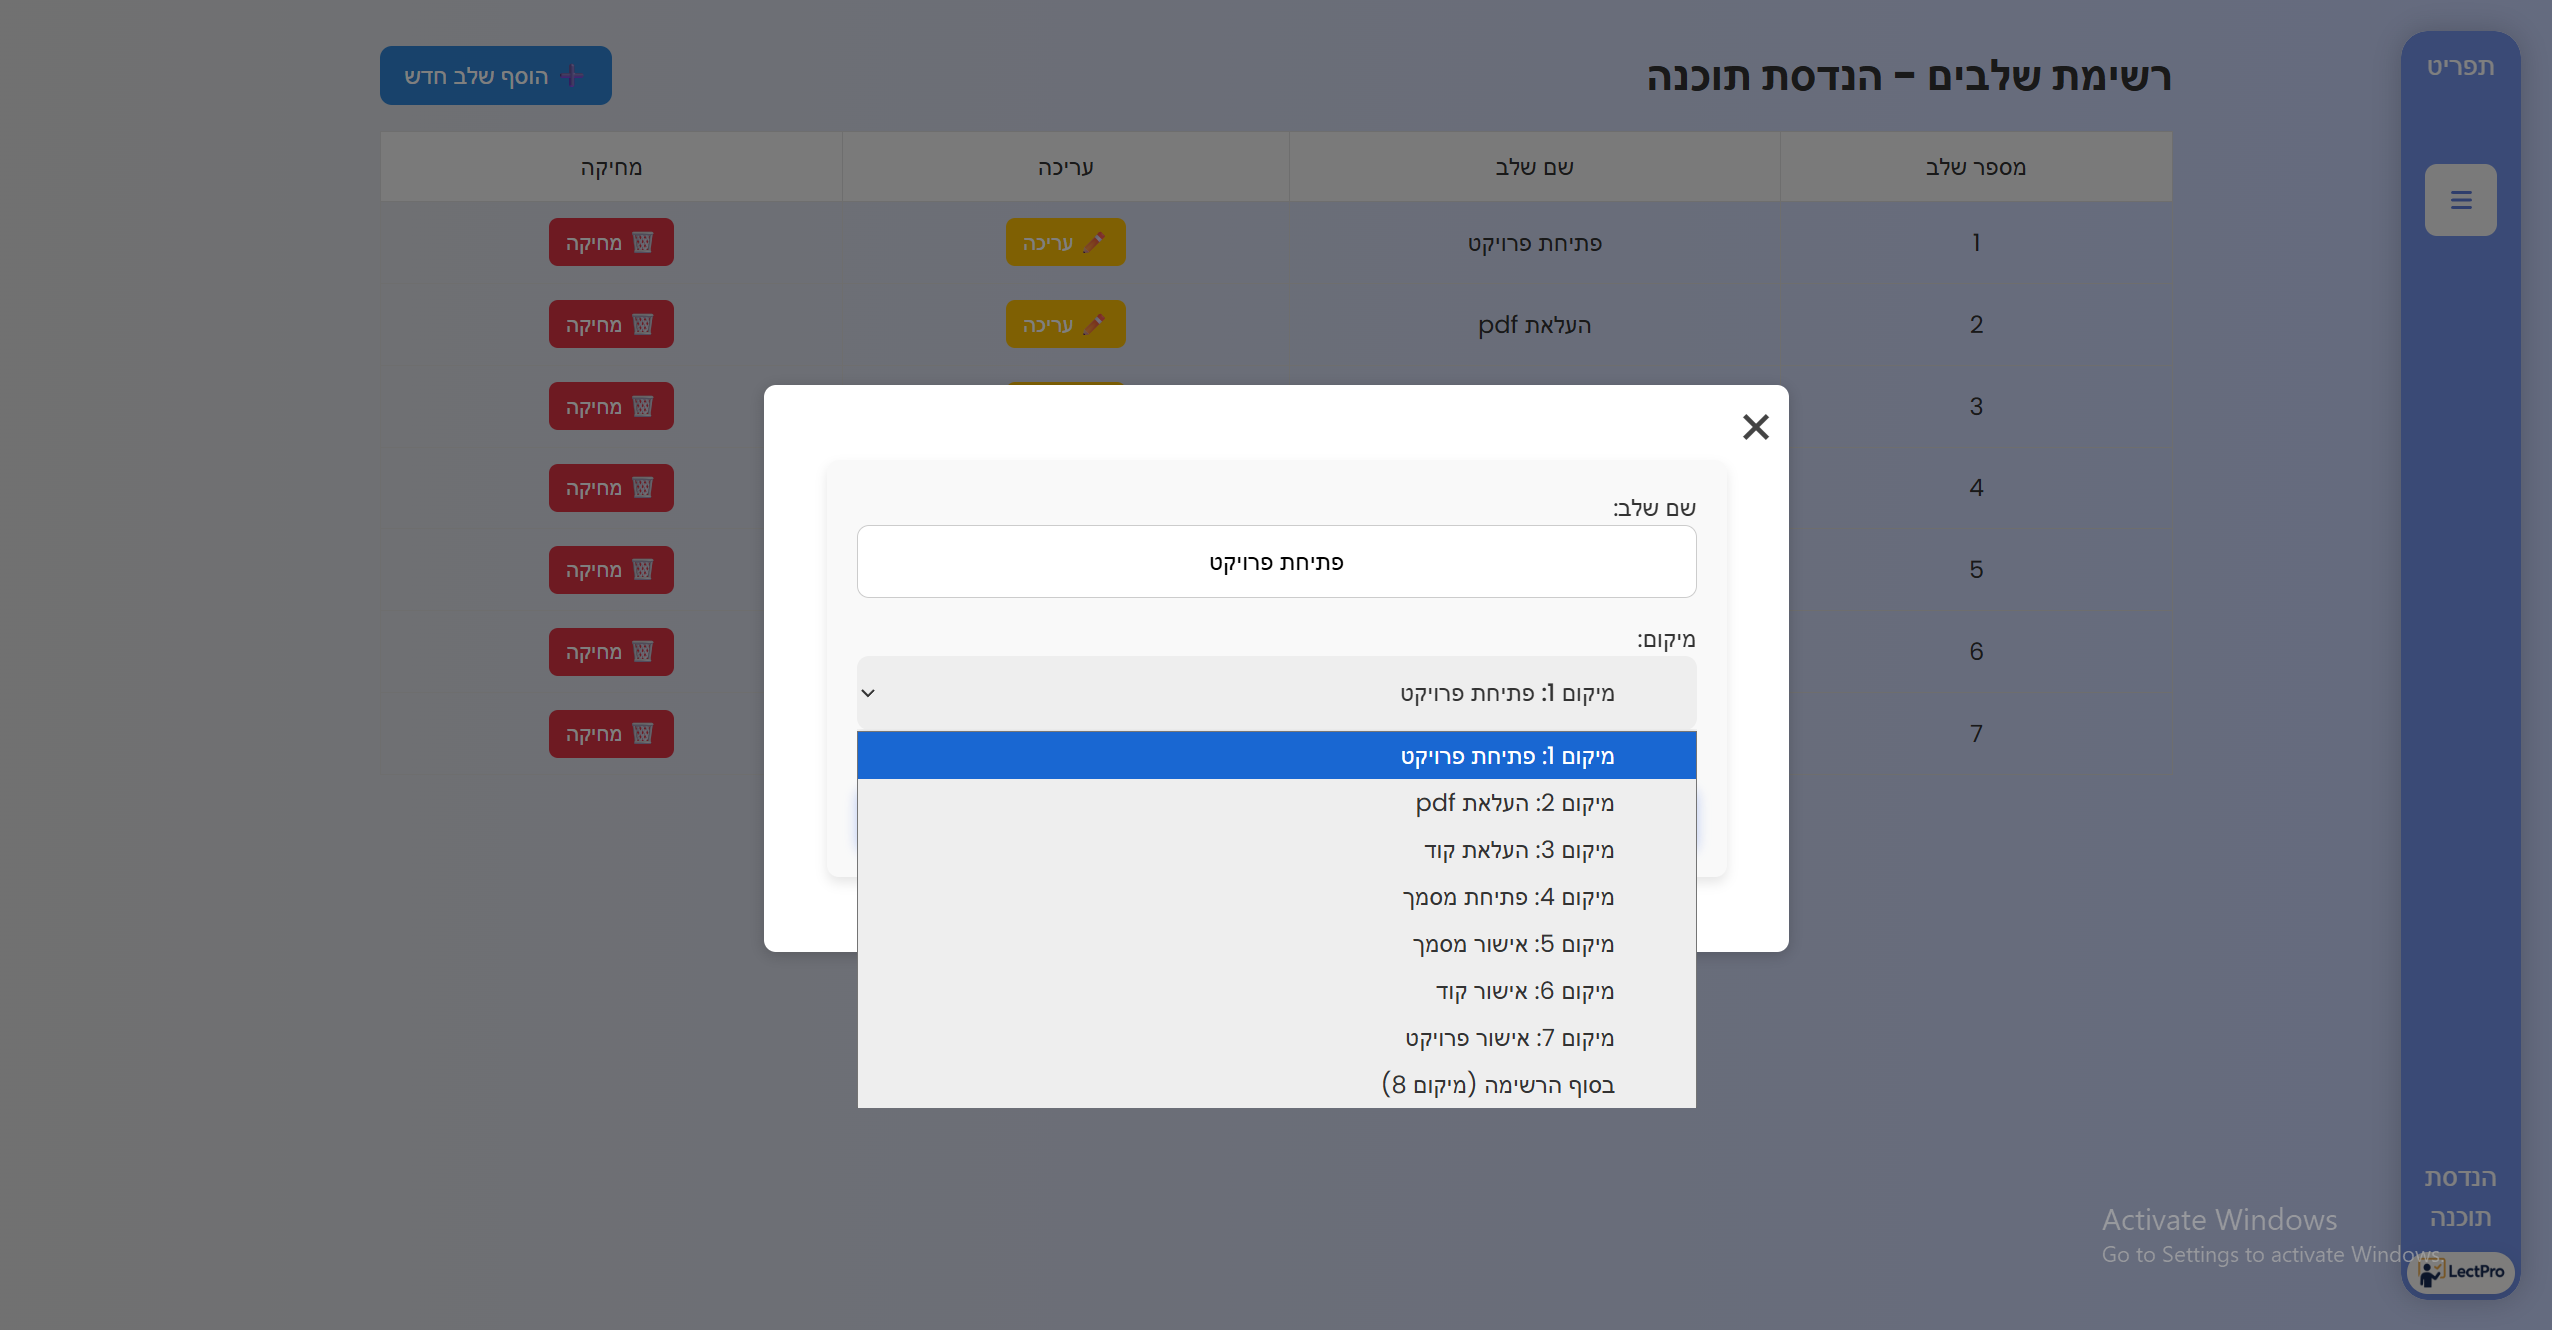 תפריט
רשימת שלבים - הנדסת תוכנה
הוסף שלב חדש
מספר שלב שם שלב עריכה מחיקה
1 פתיחת פרויקט עריכה מחיקה
2 העלאת pdf עריכה מחיקה
3 מחיקה
4 מחיקה
5 מחיקה
6 מחיקה
7 מחיקה
שם שלב:
פתיחת פרויקט
מיקום:
מיקום 1: פתיחת פרויקט
מיקום 1: פתיחת פרויקט
מיקום 2: העלאת pdf
מיקום 3: העלאת קוד
מיקום 4: פתיחת מסמך
מיקום 5: אישור מסמך
מיקום 6: אישור קוד
מיקום 7: אישור פרויקט
בסוף הרשימה (מיקום 8)
הנדסת
תוכנה
LectPro
Activate Windows
Go to Settings to activate Windows.